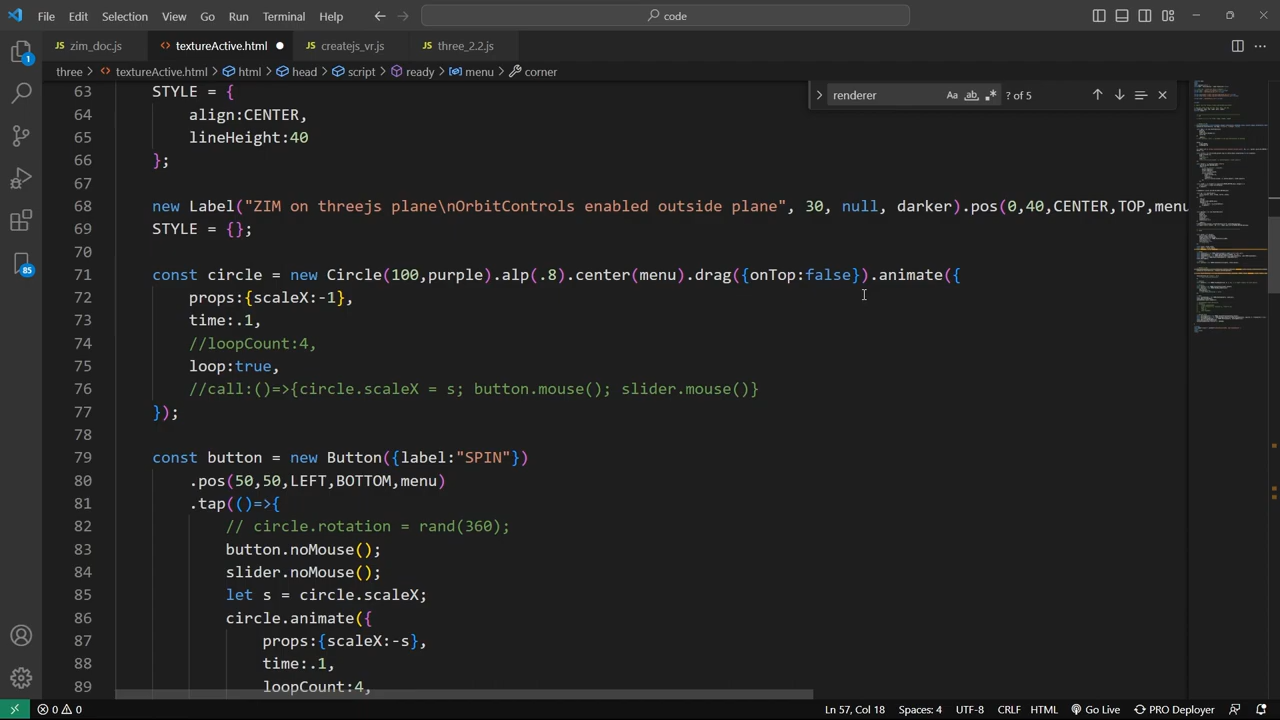 File Edit Selection View Go Run Terminal Help
code
zim_doc.js textureActive.html createjs_vr.js three_2.2.js
three > textureActive.html > html > head > script > ready > menu > corner
renderer ab ? of 5
1
85
63 STYLE = {
64 align:CENTER,
65 lineHeight:40
66 };
67
68 new Label("ZIM on threejs plane\nOrbitControls enabled outside plane", 30, null, darker).pos(0,40,CENTER,TOP,menu
69 STYLE = {};
70
71 const circle = new Circle(100,purple).alp(.8).center(menu).drag({onTop:false}).animate({
72 props:{scaleX:-1},
73 time:.1,
74 //loopCount:4,
75 loop:true,
76 //call:()=>{circle.scaleX = s; button.mouse(); slider.mouse()}
77 });
78
79 const button = new Button({label:"SPIN"})
80 .pos(50,50,LEFT,BOTTOM,menu)
81 .tap(()=>{
82 // circle.rotation = rand(360);
83 button.noMouse();
84 slider.noMouse();
85 let s = circle.scaleX;
86 circle.animate({
87 props:{scaleX:-s},
88 time:.1,
89 loopCount:4,
0 0 Ln 57, Col 18 Spaces: 4 UTF-8 CRLF HTML Go Live PRO Deployer